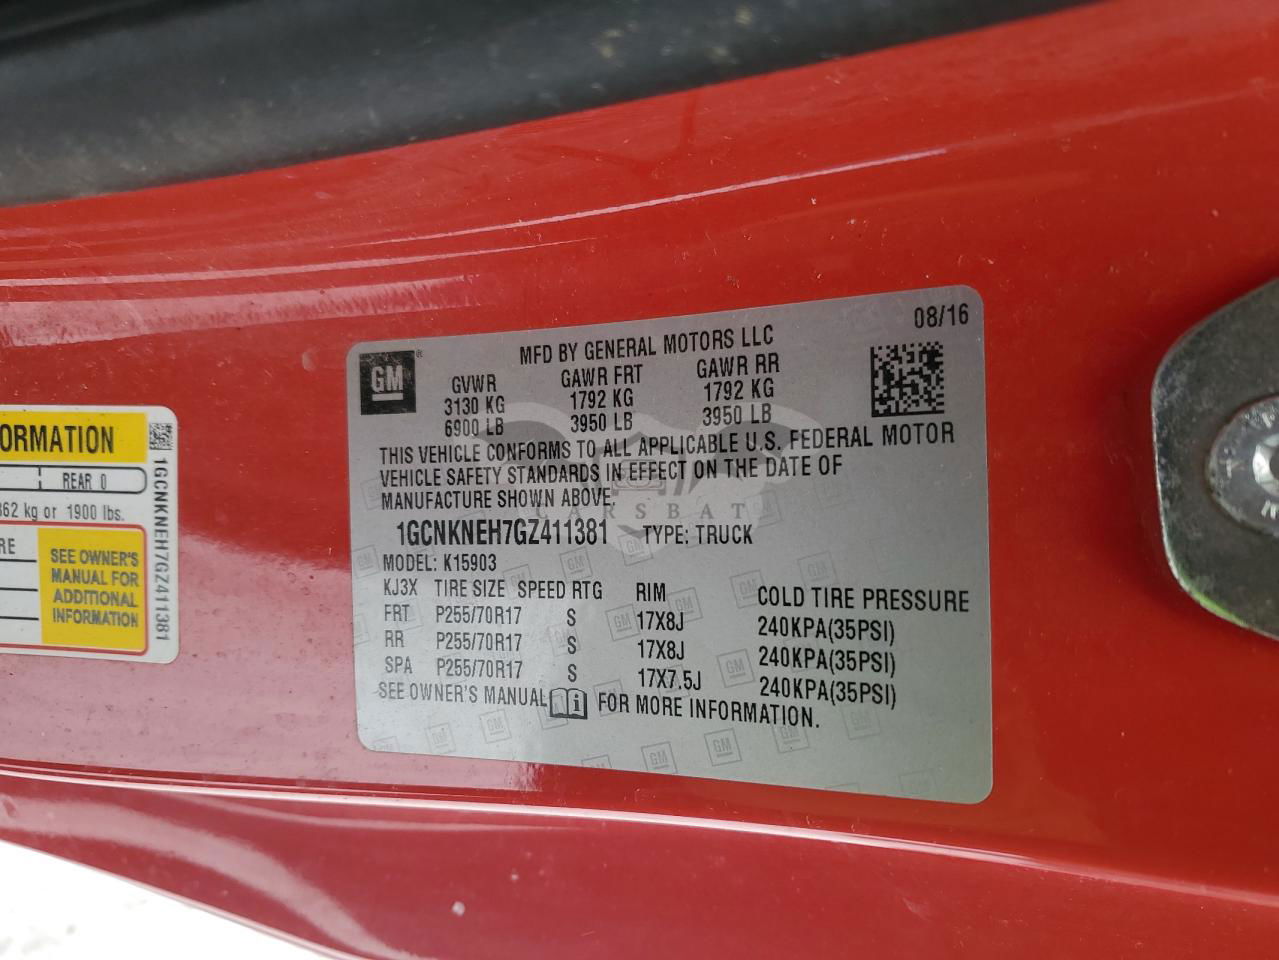 08/16
MFD BY GENERAL MOTORS LLC
GM
GVWR GAWR FRT GAWR RR
3130 KG 1792 KG 1792 KG
6900 LB 3950 LB 3950 LB
THIS VEHICLE CONFORMS TO ALL APPLICABLE U.S. FEDERAL MOTOR
VEHICLE SAFETY STANDARDS IN EFFECT ON THE DATE OF
MANUFACTURE SHOWN ABOVE.
CARSBAT
1GCNKNEH7GZ411381 TYPE: TRUCK
MODEL: K15903
KJ3X TIRE SIZE SPEED RTG RIM COLD TIRE PRESSURE
FRT P255/70R17 S 17X8J 240KPA(35PSI)
RR P255/70R17 S 17X8J 240KPA(35PSI)
SPA P255/70R17 S 17X7.5J 240KPA(35PSI)
SEE OWNER'S MANUAL FOR MORE INFORMATION.
ORMATION
REAR 0
862 kg or 1900 lbs.
RE
SEE OWNER'S
MANUAL FOR
ADDITIONAL
INFORMATION
1GCNKNEH7GZ411381